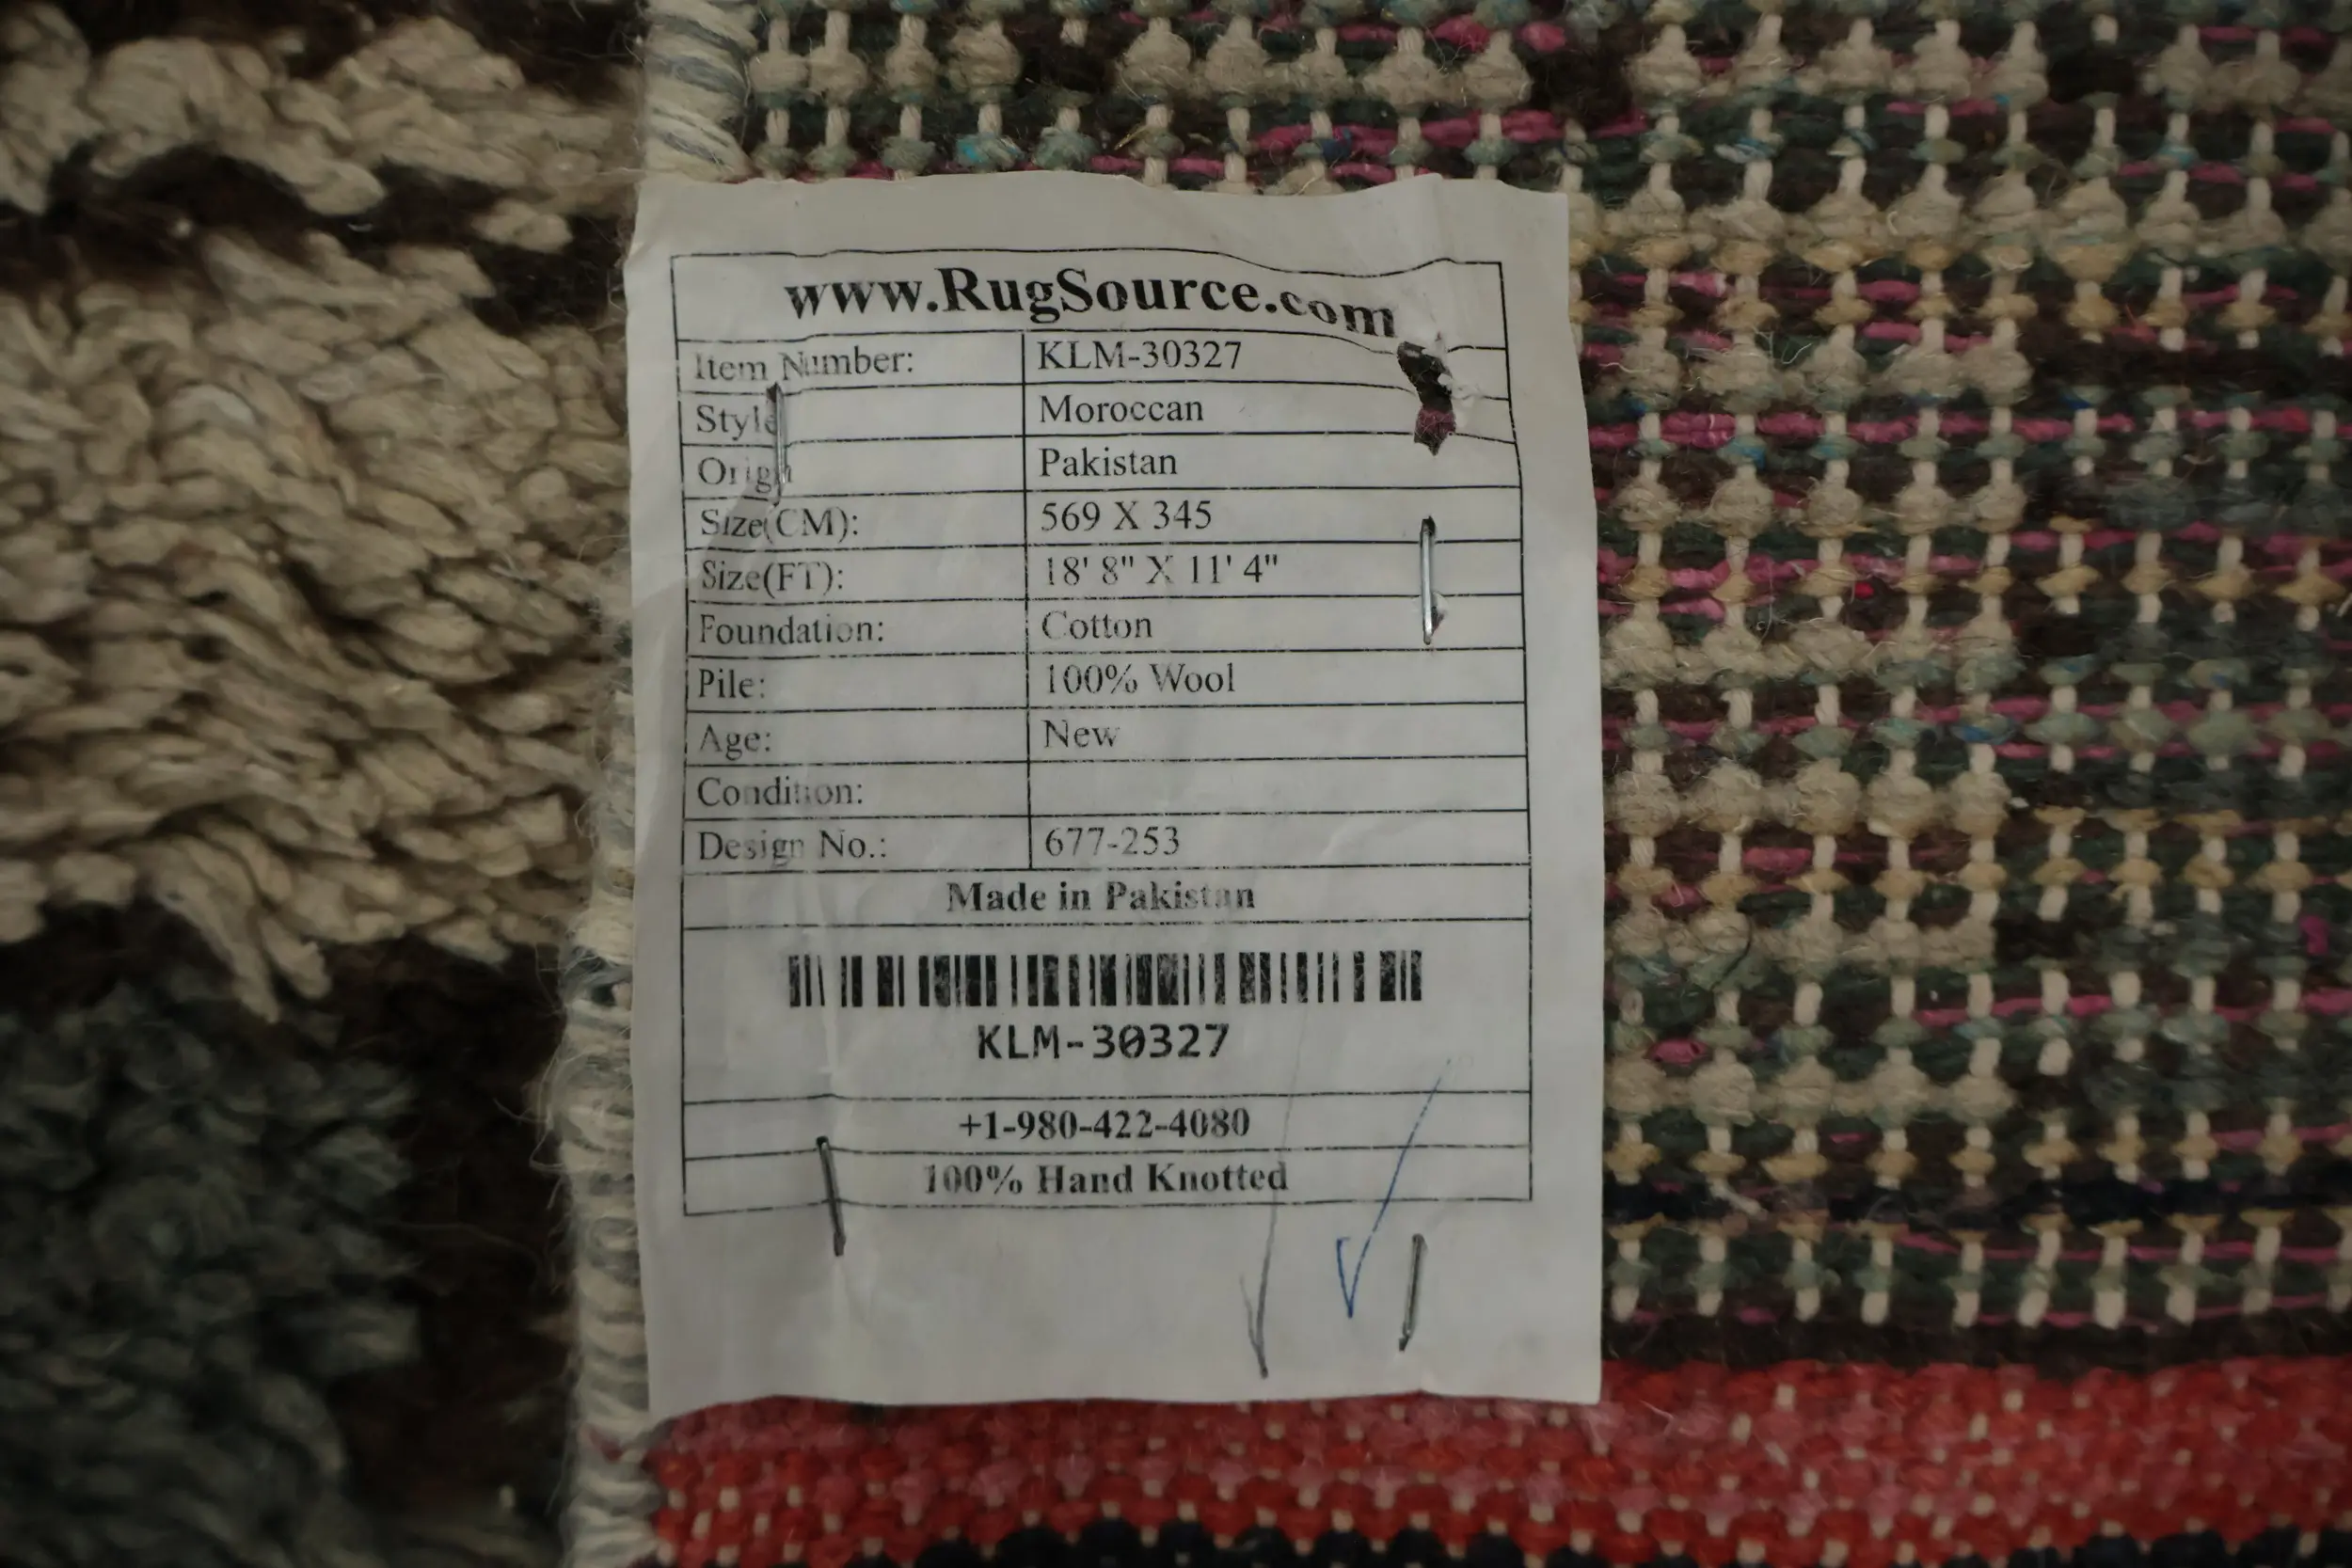 www.RugSource.com
Item Number: KLM-30327
Style Moroccan
Origi Pakistan
Size(CM): 569 X 345
Size(FT): 18' 8" X 11' 4"
Foundation: Cotton
Pile: 100% Wool
Age: New
Condition:
Design No.: 677-253
Made in Pakistan
KLM-30327
+1-980-422-4080
100% Hand Knotted